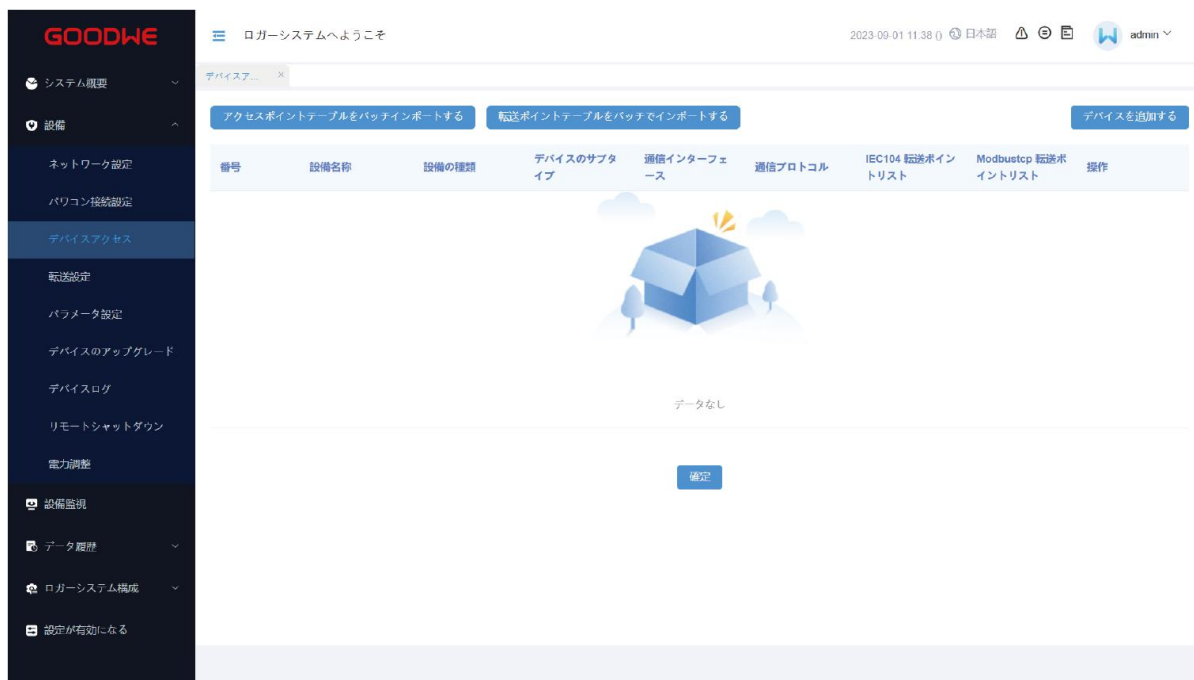 GOODWE
ロガーシステムへようこそ
2023-09-01 11:38 () 日本語
admin
システム概要
設備
ネットワーク設定
パワコン接続設定
デバイスアクセス
転送設定
パラメータ設定
デバイスのアップグレード
デバイスログ
リモートシャットダウン
電力調整
設備監視
データ履歴
ロガーシステム構成
設定が有効になる
デバイスア... ×
アクセスポイントテーブルをバッチインポートする
転送ポイントテーブルをバッチでインポートする
デバイスを追加する
番号
設備名称
設備の種類
デバイスのサブタ
イプ
通信インターフェ
ース
通信プロトコル
IEC104 転送ポイン
トリスト
Modbustcp 転送ポ
イントリスト
操作
データなし
確定